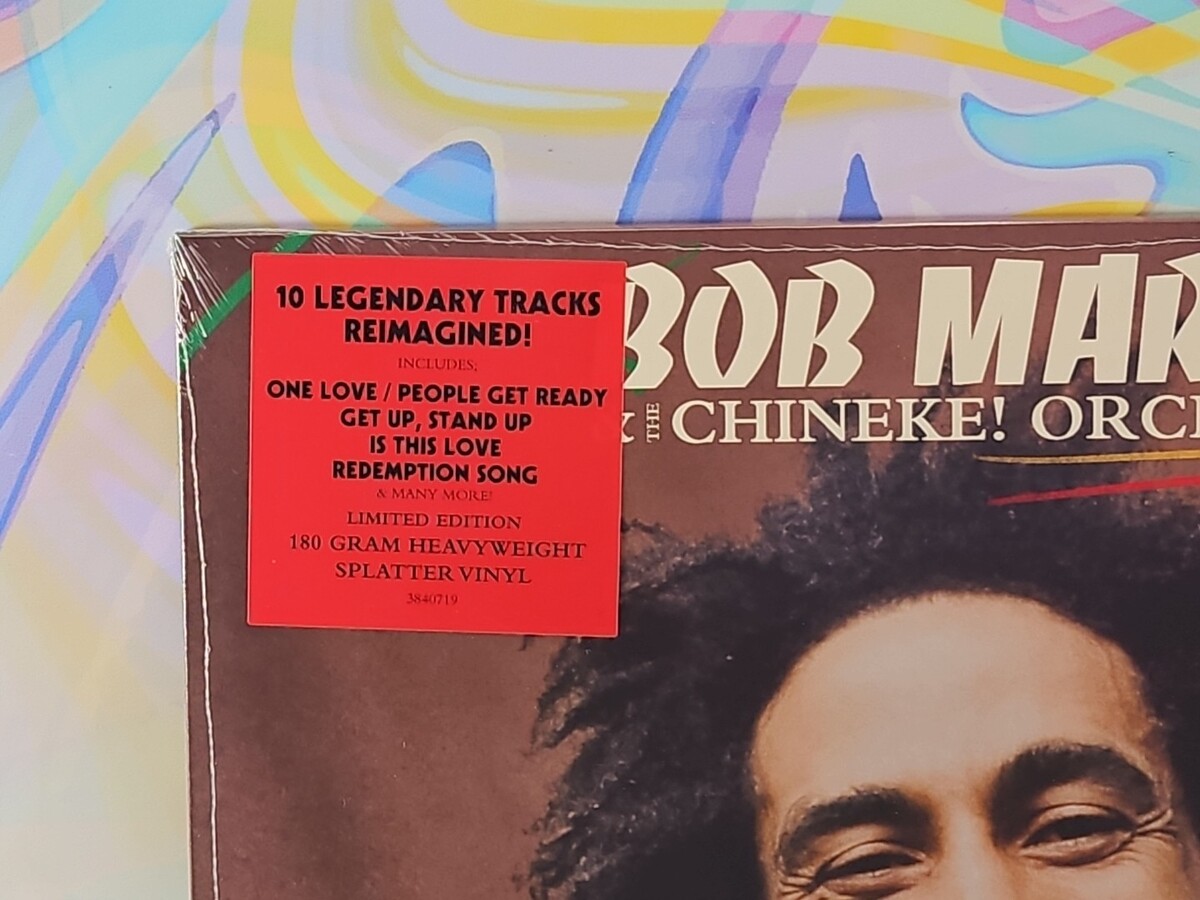 10 LEGENDARY TRACKS
REIMAGINED!
INCLUDES;
ONE LOVE / PEOPLE GET READY
GET UP, STAND UP
IS THIS LOVE
REDEMPTION SONG
& MANY MORE!
LIMITED EDITION
180 GRAM HEAVYWEIGHT
SPLATTER VINYL
3840719
BOB MAR
& THE CHINEKE! ORCH